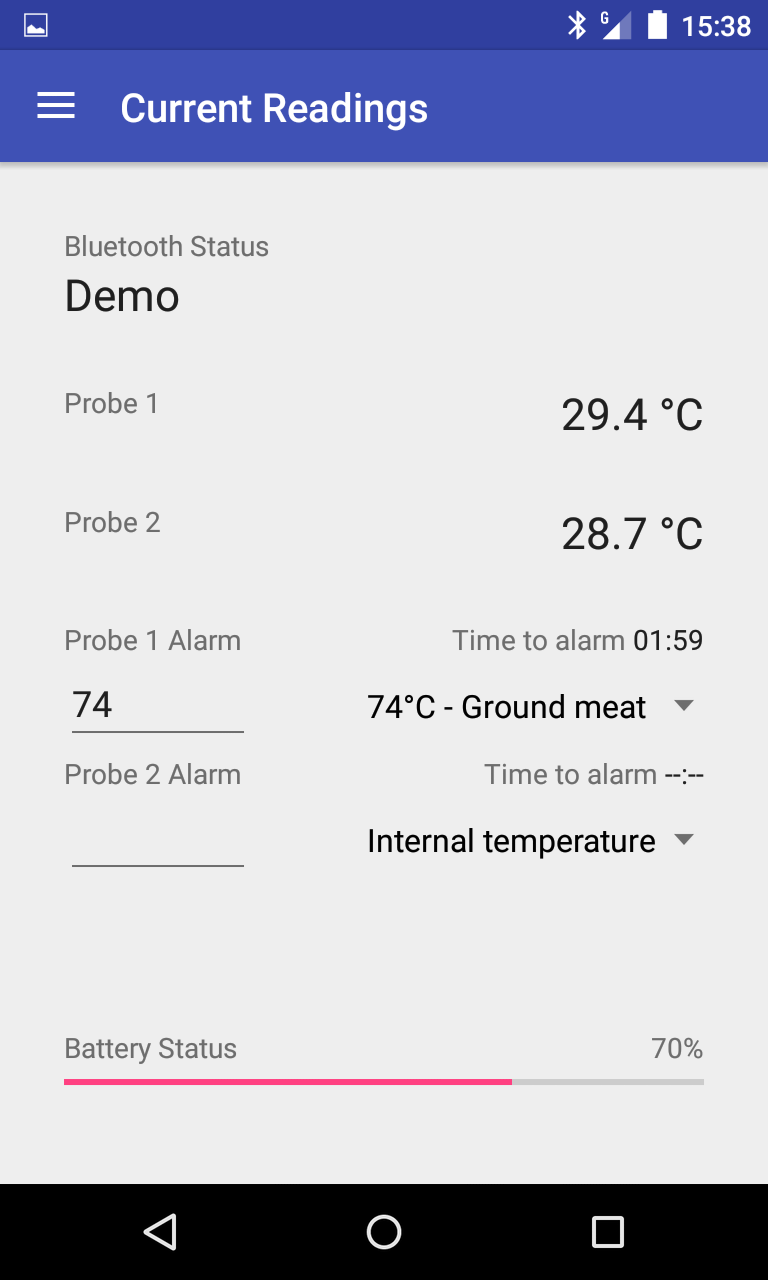 G 15:38
Current Readings
Bluetooth Status
Demo
Probe 1 29.4 °C
Probe 2 28.7 °C
Probe 1 Alarm Time to alarm 01:59
74 74°C - Ground meat
Probe 2 Alarm Time to alarm --:--
Internal temperature
Battery Status 70%